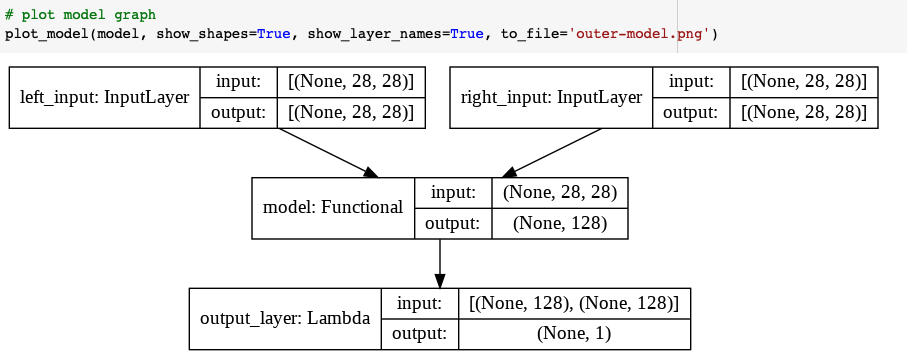 # plot model graph
plot_model(model, show_shapes=True, show_layer_names=True, to_file='outer-model.png')
left_input: InputLayer
input:
[(None, 28, 28)]
output:
[(None, 28, 28)]
right_input: InputLayer
input:
[(None, 28, 28)]
output:
[(None, 28, 28)]
model: Functional
input:
(None, 28, 28)
output:
(None, 128)
output_layer: Lambda
input:
[(None, 128), (None, 128)]
output:
(None, 1)